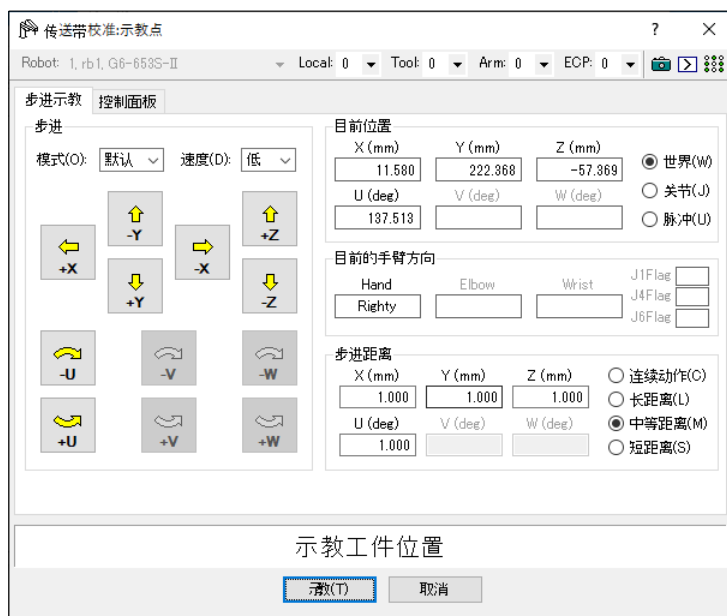 传送带校准:示教点 ? ×
Robot: 1, rb1, G6-653S-II Local: 0 Tool: 0 Arm: 0 ECP: 0
步进示教 控制面板
步进
模式(O): 默认 速度(D): 低
-Y +Z
+X -X
+Y -Z
-U -V -W
+U +V +W
目前位置
X (mm) Y (mm) Z (mm)
11.580 222.368 -57.369
U (deg) V (deg) W (deg)
137.513
世界(W)
关节(J)
脉冲(U)
目前的手臂方向
Hand Elbow Wrist
Righty
J1Flag
J4Flag
J6Flag
步进距离
X (mm) Y (mm) Z (mm)
1.000 1.000 1.000
U (deg) V (deg) W (deg)
1.000
连续动作(C)
长距离(L)
中等距离(M)
短距离(S)
示教工件位置
示教(T) 取消